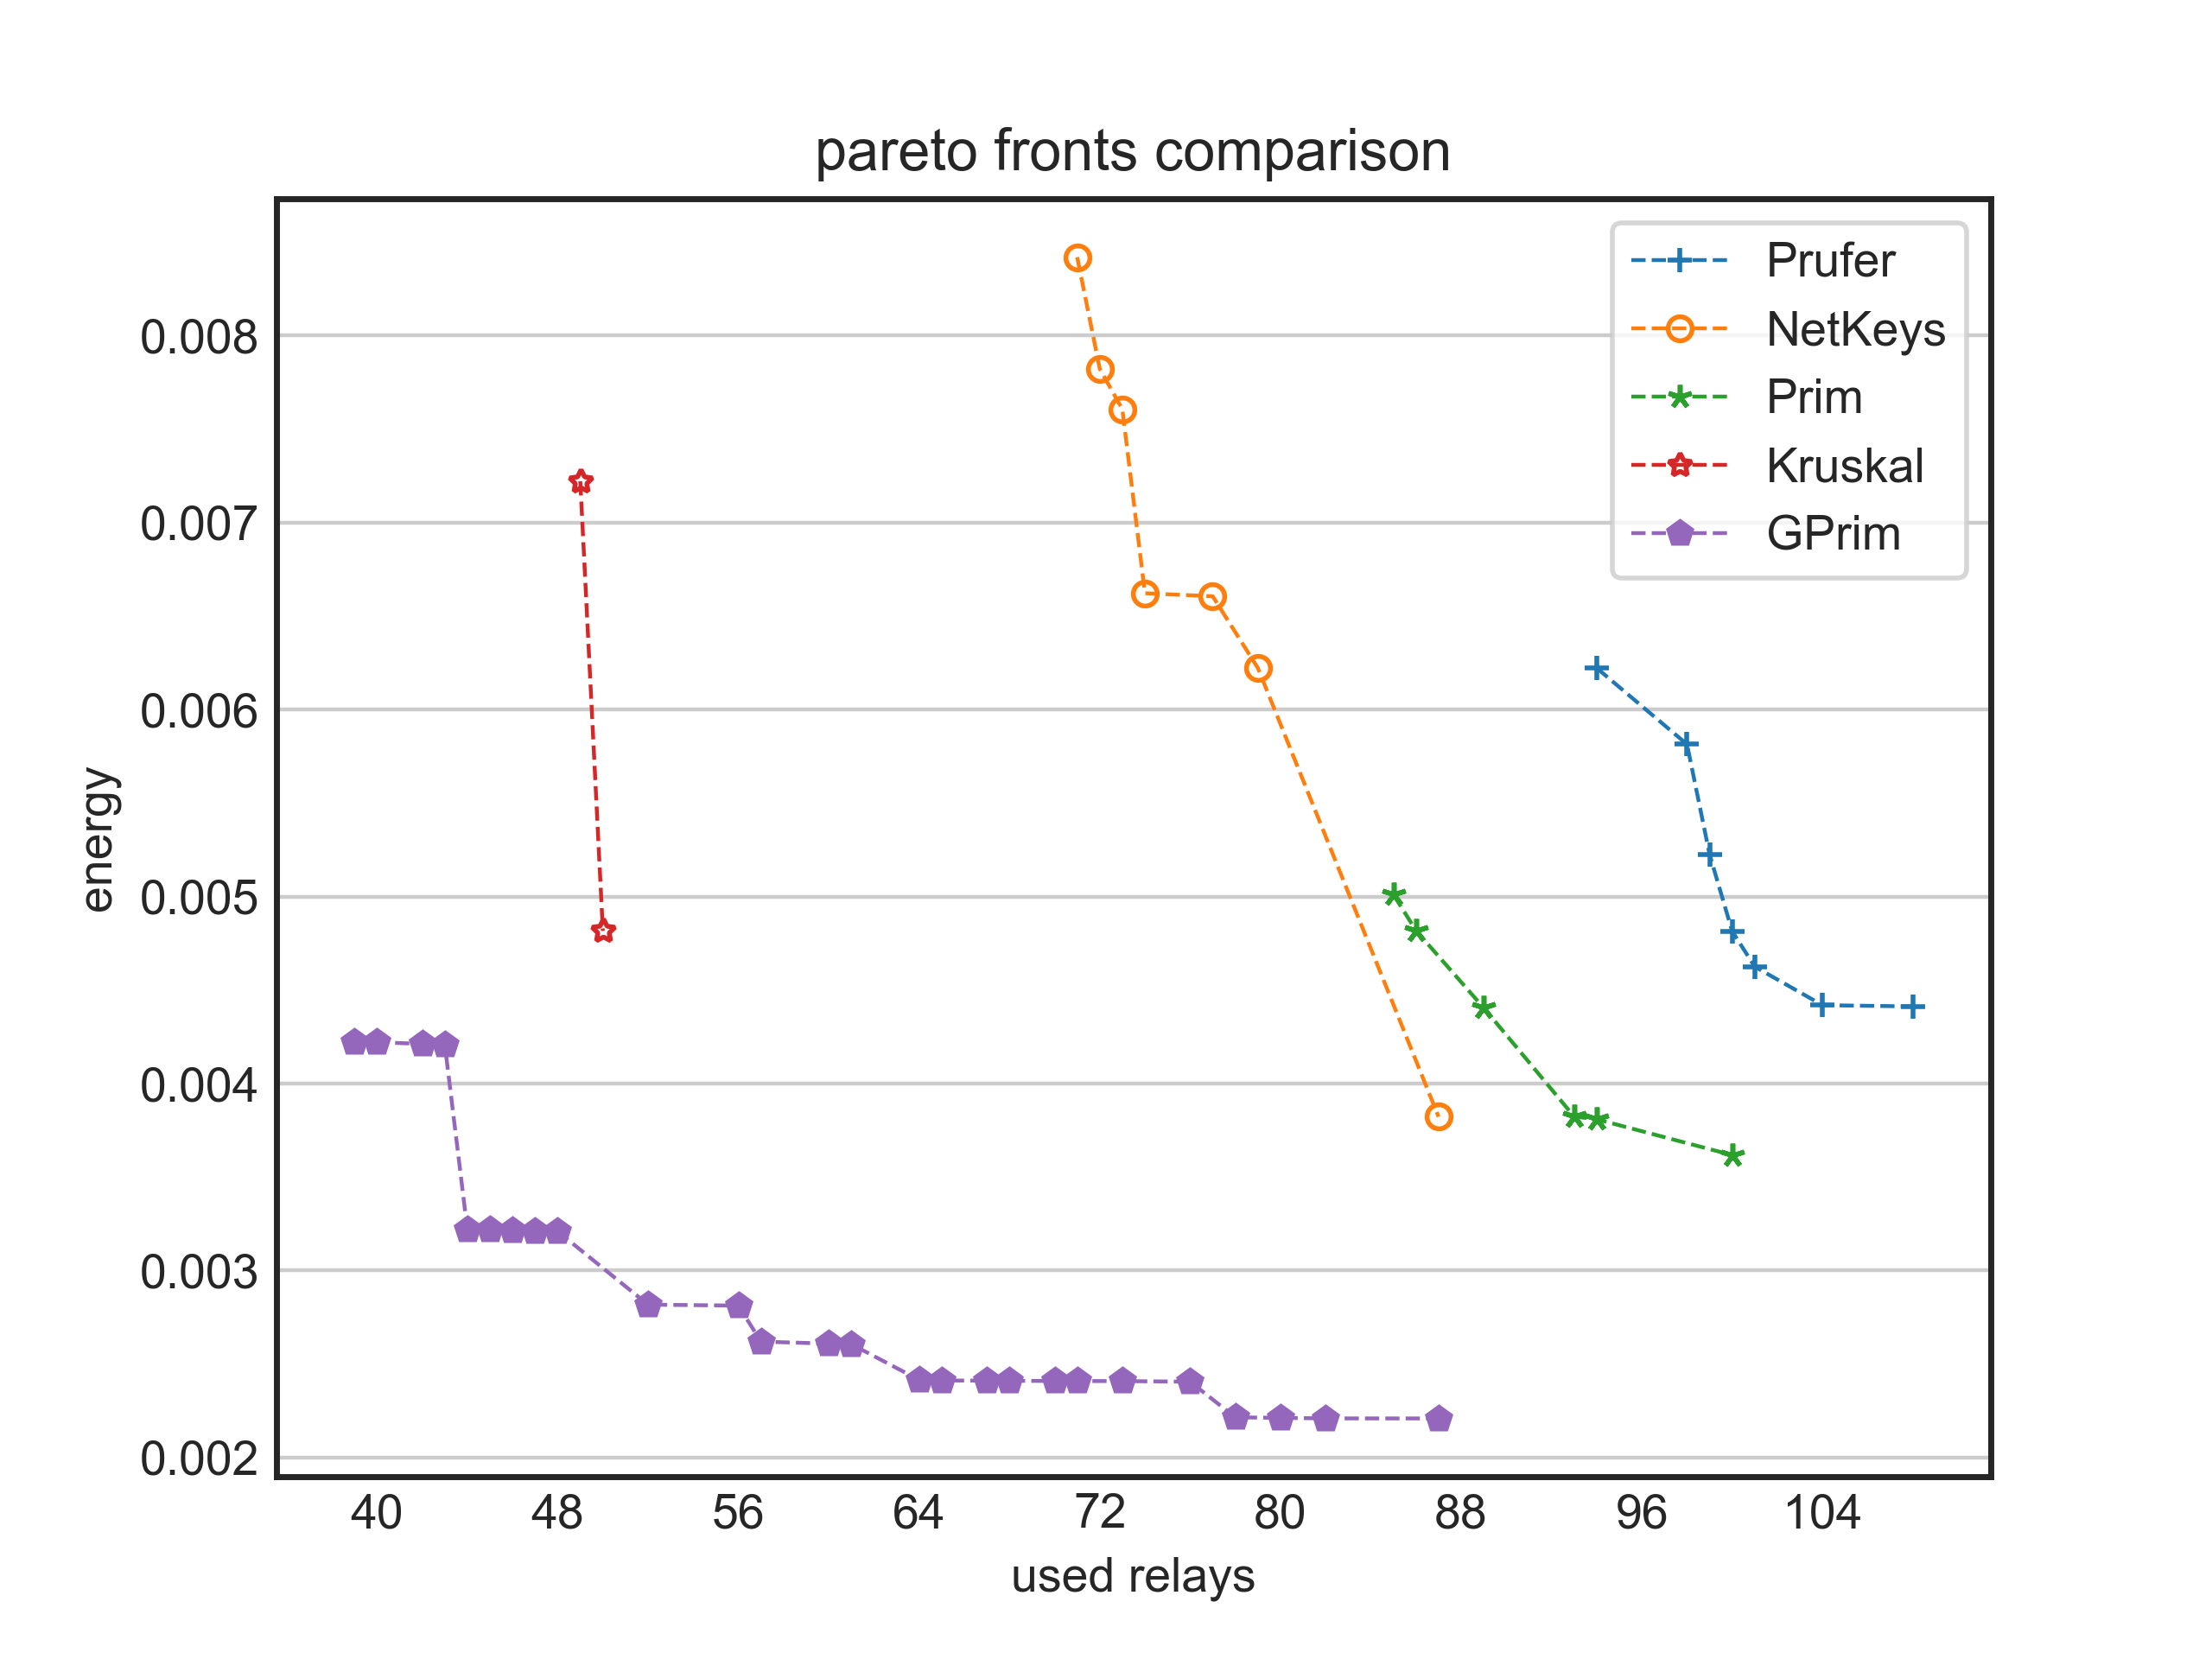 pareto fronts comparison
Prufer
NetKeys
Prim
Kruskal
GPrim
0.008
0.007
0.006
0.005
0.004
0.003
0.002
energy
40 48 56 64 72 80 88 96 104
used relays